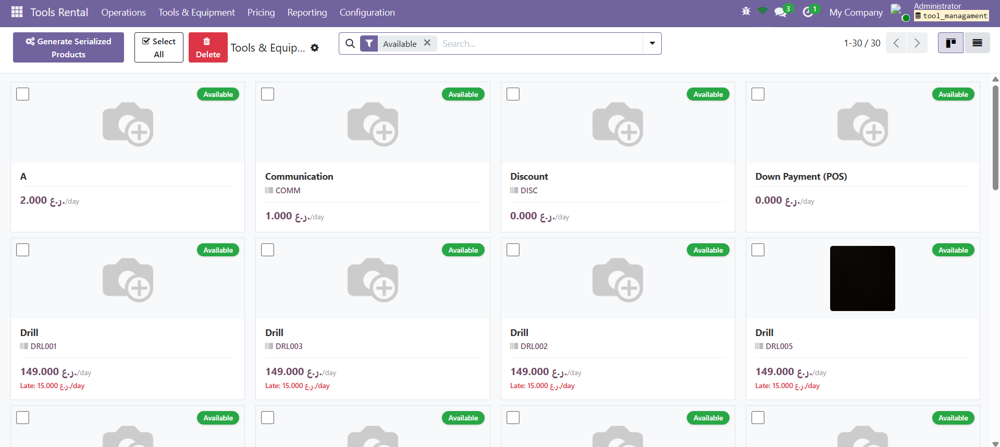 Tools Rental Operations Tools & Equipment Pricing Reporting Configuration 3 1 My Company Administrator
tool_managament
Generate Serialized Products
Select All
Delete
Tools & Equip...
Available
Search...
1-30 / 30
Available
A
2.000 ر.ع./day
Available
Communication
COMM
1.000 ر.ع./day
Available
Discount
DISC
0.000 ر.ع./day
Available
Down Payment (POS)
0.000 ر.ع./day
Available
Drill
DRL001
149.000 ر.ع./day
Late: 15.000 ر.ع./day
Available
Drill
DRL003
149.000 ر.ع./day
Late: 15.000 ر.ع./day
Available
Drill
DRL002
149.000 ر.ع./day
Late: 15.000 ر.ع./day
Available
Drill
DRL005
149.000 ر.ع./day
Late: 15.000 ر.ع./day
Available
Available
Available
Available